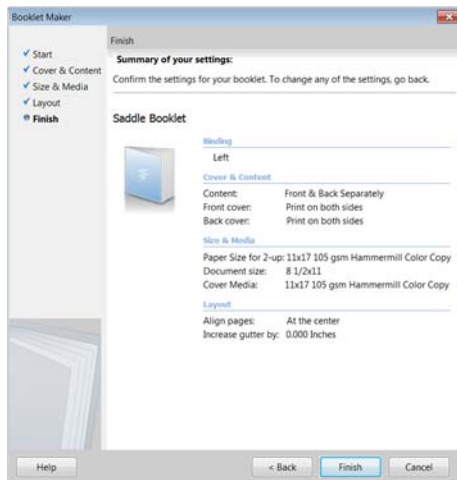 Booklet Maker
Start
Cover & Content
Size & Media
Layout
Finish
Finish
Summary of your settings:
Confirm the settings for your booklet. To change any of the settings, go back.
Saddle Booklet
Binding
Left
Cover & Content
Content: Front & Back Separately
Front cover: Print on both sides
Back cover: Print on both sides
Size & Media
Paper Size for 2-up: 11x17 105 gsm Hammermill Color Copy
Document size: 8 1/2x11
Cover Media: 11x17 105 gsm Hammermill Color Copy
Layout
Align pages: At the center
Increase gutter by: 0.000 Inches
Help
< Back
Finish
Cancel